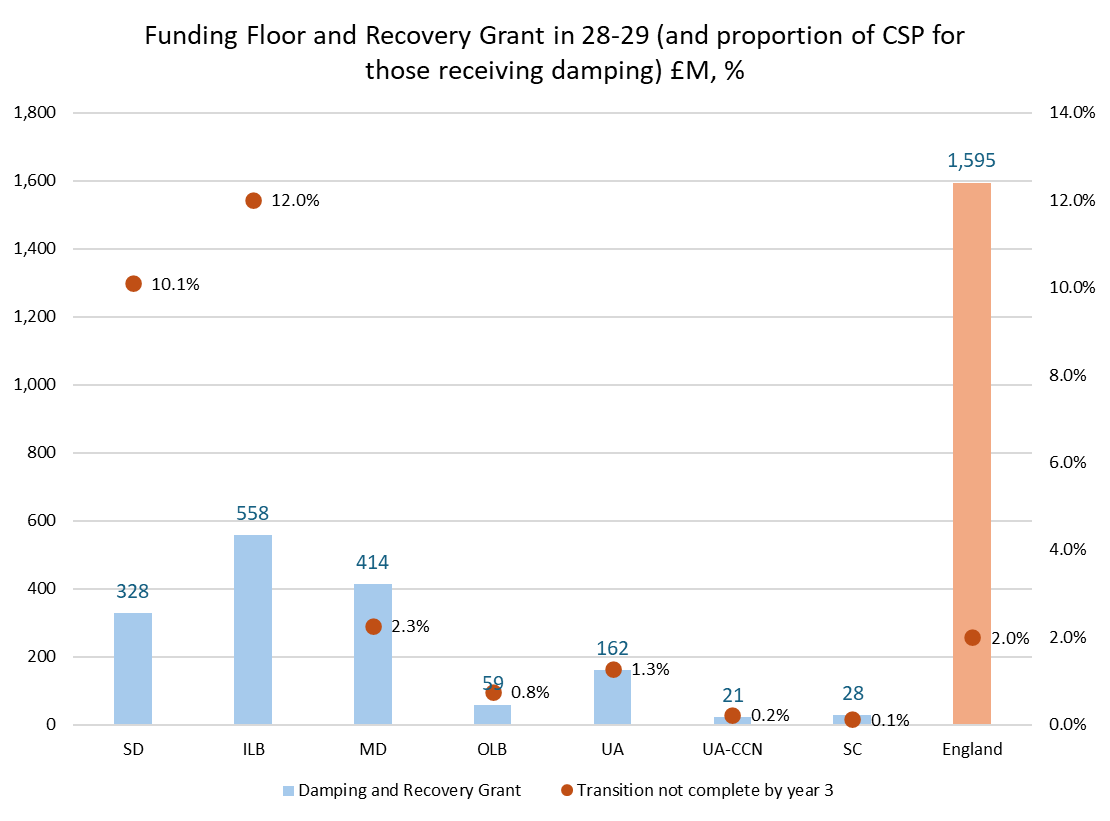 Funding Floor and Recovery Grant in 28-29 (and proportion of CSP for
those receiving damping) £M, %
1,800
1,600
1,400
1,200
1,000
800
600
400
200
0
14.0%
12.0%
10.0%
8.0%
6.0%
4.0%
2.0%
0.0%
328
558
414
59
162
21
28
1,595
10.1%
12.0%
2.3%
0.8%
1.3%
0.2%
0.1%
2.0%
SD
ILB
MD
OLB
UA
UA-CCN
SC
England
Damping and Recovery Grant
Transition not complete by year 3